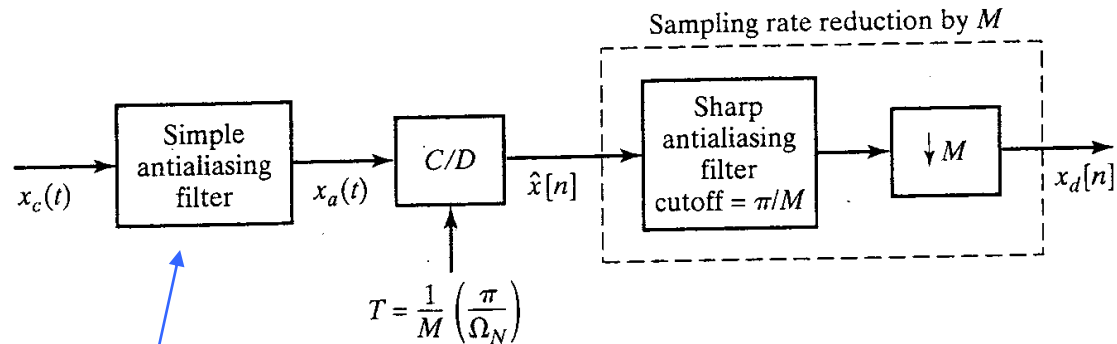 Sampling rate reduction by M
Simple
antialiasing
filter
C/D
Sharp
antialiasing
filter
cutoff = π/M
↓ M
x_c(t)
x_a(t)
x̂[n]
x_d[n]
T = 1/M (π/Ω_N)